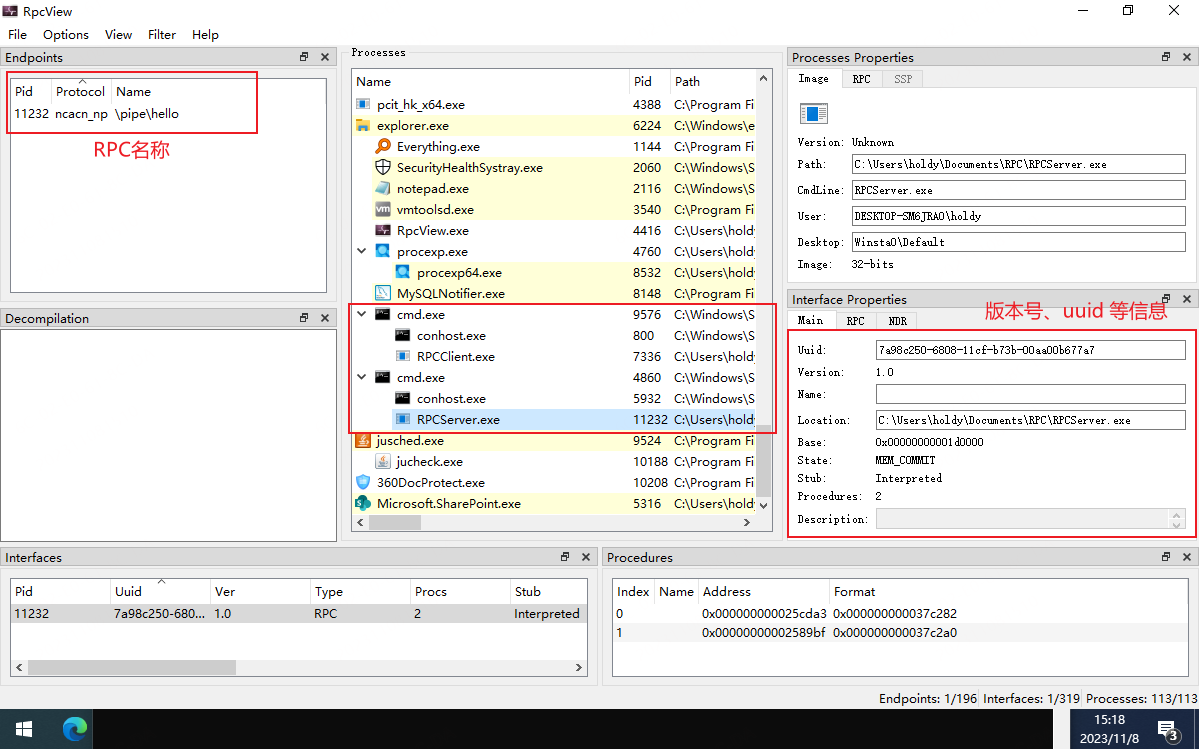 RpcView
File Options View Filter Help
Endpoints
Pid Protocol Name
11232 ncacn_np \pipe\hello
RPC名称
Decompilation
Processes
Name Pid Path
pcit_hk_x64.exe 4388 C:\Program Fi
explorer.exe 6224 C:\Windows\e
Everything.exe 1144 C:\Program Fi
SecurityHealthSystray.exe 2060 C:\Windows\S
notepad.exe 2116 C:\Windows\S
vmtoolsd.exe 3540 C:\Program Fi
RpcView.exe 4416 C:\Users\holdy
procexp.exe 4760 C:\Users\holdy
procexp64.exe 8532 C:\Users\holdy
MySQLNotifier.exe 8148 C:\Program Fi
cmd.exe 9576 C:\Windows\S
conhost.exe 800 C:\Windows\S
RPCClient.exe 7336 C:\Users\holdy
cmd.exe 4860 C:\Windows\S
conhost.exe 5932 C:\Windows\S
RPCServer.exe 11232 C:\Users\holdy
jusched.exe 9524 C:\Program Fi
jucheck.exe 10188 C:\Program Fi
360DocProtect.exe 10208 C:\Program Fi
Microsoft.SharePoint.exe 5316 C:\Users\holdy
Processes Properties
Image RPC SSP
Version: Unknown
Path: C:\Users\holdy\Documents\RPC\RPCServer.exe
CmdLine: RPCServer.exe
User: DESKTOP-SM6JRAO\holdy
Desktop: Winsta0\Default
Image: 32-bits
Interface Properties
版本号、uuid 等信息
Main RPC NDR
Uuid: 7a98c250-6808-11cf-b73b-00aa00b677a7
Version: 1.0
Name:
Location: C:\Users\holdy\Documents\RPC\RPCServer.exe
Base: 0x00000000001d0000
State: MEM_COMMIT
Stub: Interpreted
Procedures: 2
Description:
Interfaces
Pid Uuid Ver Type Procs Stub
11232 7a98c250-680... 1.0 RPC 2 Interpreted
Procedures
Index Name Address Format
0 0x000000000025cda3 0x000000000037c282
1 0x00000000002589bf 0x000000000037c2a0
Endpoints: 1/196 Interfaces: 1/319 Processes: 113/113
15:18
2023/11/8
3